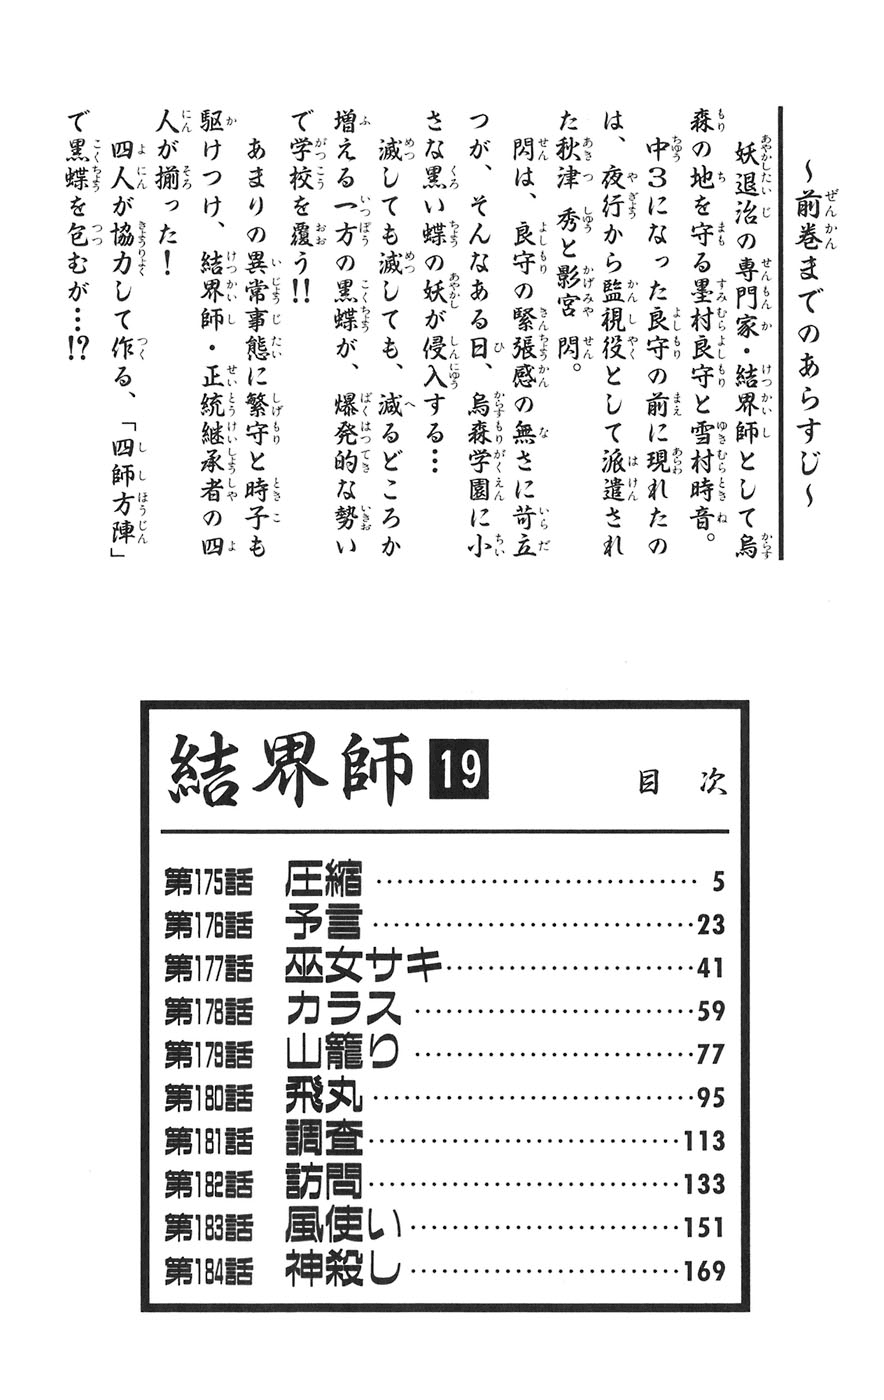 ～前巻までのあらすじ～
妖退治の専門家・結界師として烏
森の地を守る墨村良守と雪村時音。
中３になった良守の前に現れたの
は、夜行から監視役として派遣され
た秋津 秀と影宮 閃。
閃は、良守の緊張感の無さに苛立
つが、そんなある日、烏森学園に小
さな黒い蝶の妖が侵入する…
滅しても滅しても、減るどころか
増える一方の黒蝶が、爆発的な勢い
で学校を覆う!!
あまりの異常事態に繁守と時子も
駆けつけ、結界師・正統継承者の四
人が揃った！
四人が協力して作る、「四師方陣」
で黒蝶を包むが…!?
結界師 19 目次
第175話 圧縮 …… 5
第176話 予言 …… 23
第177話 巫女サキ …… 41
第178話 カラス …… 59
第179話 山籠り …… 77
第180話 飛丸 …… 95
第181話 調査 …… 113
第182話 訪問 …… 133
第183話 風使い …… 151
第184話 神殺し …… 169